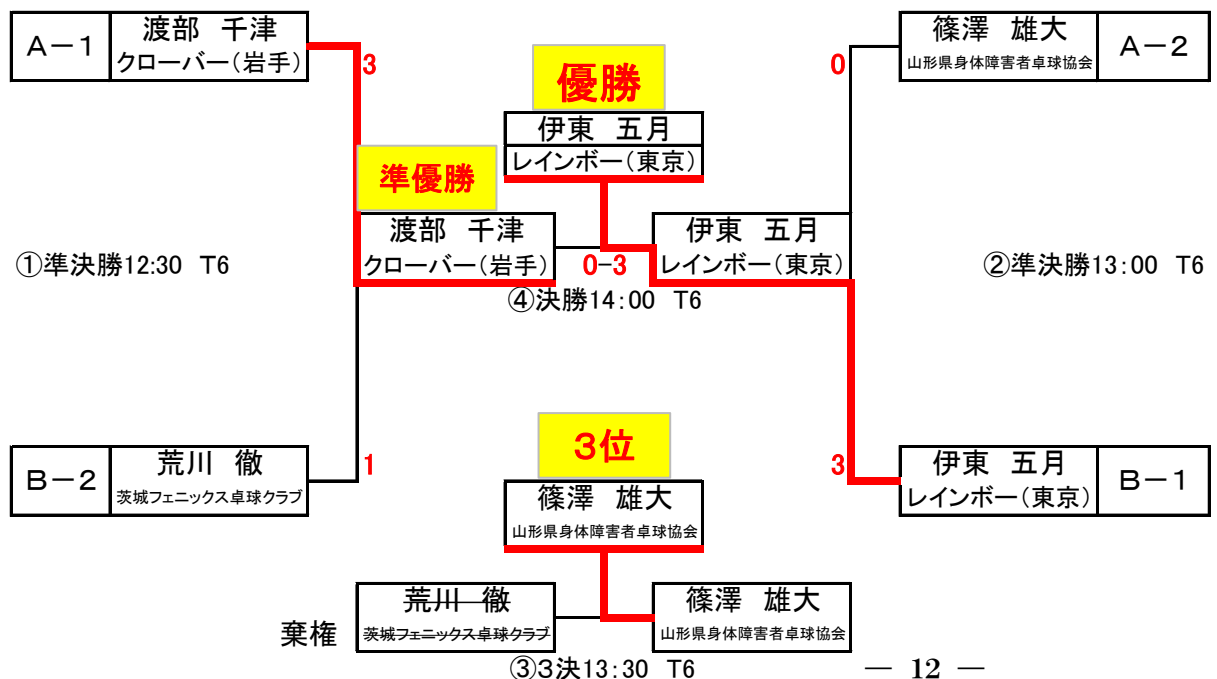 A－1
渡部　千津
クローバー（岩手）
3
優勝
伊東　五月
レインボー（東京）
0
篠澤　雄大
山形県身体障害者卓球協会
A－2
準優勝
渡部　千津
クローバー（岩手）
0-3
伊東　五月
レインボー（東京）
①準決勝12:30　T6
②準決勝13:00　T6
④決勝14:00　T6
B－2
荒川　徹
茨城フェニックス卓球クラブ
1
3位
篠澤　雄大
山形県身体障害者卓球協会
3
伊東　五月
レインボー（東京）
B－1
棄権
荒川　徹
茨城フェニックス卓球クラブ
篠澤　雄大
山形県身体障害者卓球協会
③3決13:30　T6
― 12 ―